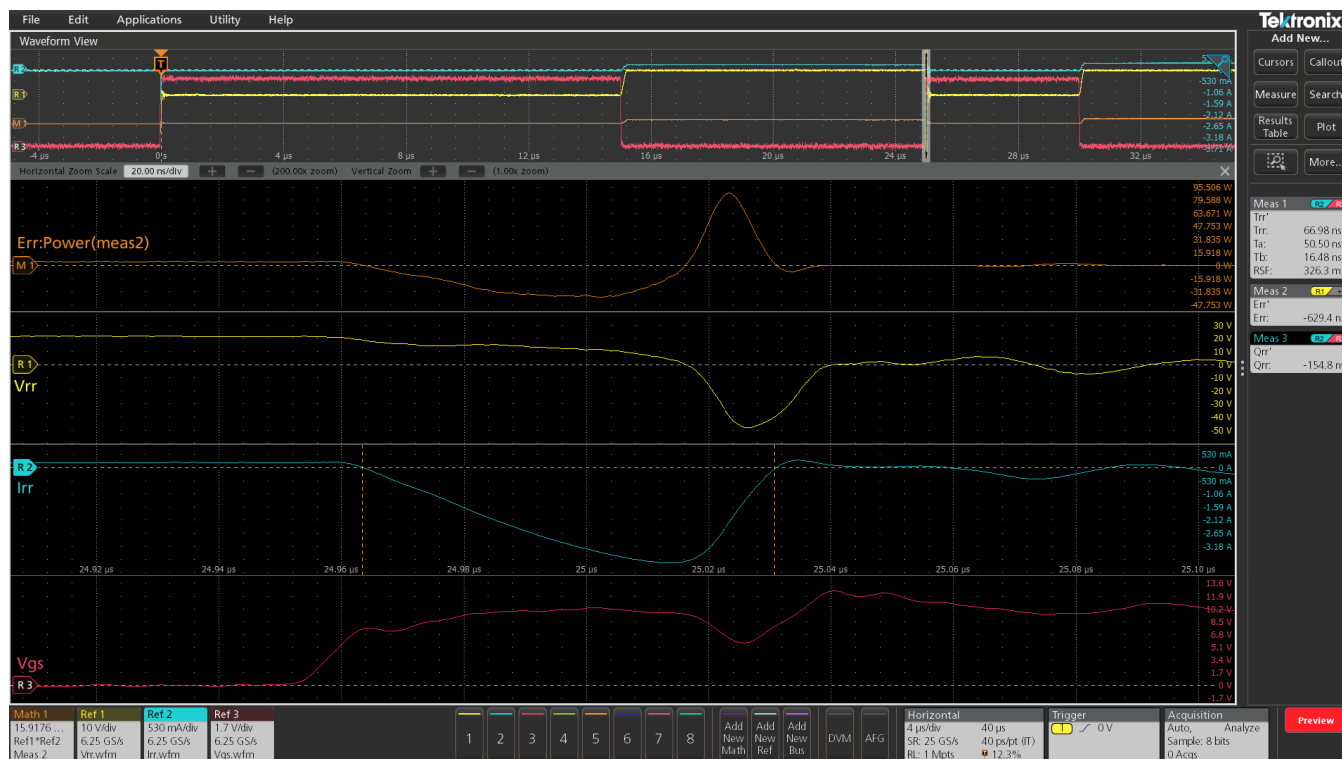 File Edit Applications Utility Help
Tektronix
Waveform View
Add New...
Cursors Callout
Measure Search
Results Table Plot
More...
R2
R1
M1
R3
T
-530 mA
-1.06 A
-1.59 A
-2.12 A
-2.65 A
-3.18 A
-3.71 A
-4 µs 0 s 4 µs 8 µs 12 µs 16 µs 20 µs 24 µs 28 µs 32 µs
Horizontal Zoom Scale 20.00 ns/div + − (200.00x zoom) Vertical Zoom + − (1.00x zoom)
95.506 W
79.588 W
63.671 W
47.753 W
31.835 W
15.918 W
0 W
-15.918 W
-31.835 W
-47.753 W
Err:Power(meas2)
M 1
30 V
20 V
10 V
0 V
-10 V
-20 V
-30 V
-40 V
-50 V
R 1
Vrr
530 mA
0 A
-530 mA
-1.06 A
-1.59 A
-2.12 A
-2.65 A
-3.18 A
R 2
Irr
24.92 µs 24.94 µs 24.96 µs 24.98 µs 25 µs 25.02 µs 25.04 µs 25.06 µs 25.08 µs 25.10 µs
13.6 V
11.9 V
10.2 V
8.5 V
6.8 V
5.1 V
3.4 V
1.7 V
0 V
-1.7 V
Vgs
R 3
Meas 1 R2
Trr'
Trr: 66.98 ns
Ta: 50.50 ns
Tb: 16.48 ns
RSF: 326.3 m
Meas 2 R1
Err'
Err: -629.4 n
Meas 3 R2
Qrr'
Qrr: -154.8 n
Math 1
15.9176 ...
Ref1*Ref2
Meas 2
Ref 1
10 V/div
6.25 GS/s
Vrr.wfm
Ref 2
530 mA/div
6.25 GS/s
Irr.wfm
Ref 3
1.7 V/div
6.25 GS/s
Vgs.wfm
1 2 3 4 5 6 7 8
Add New Math
Add New Ref
Add New Bus
DVM AFG
Horizontal
4 µs/div 40 µs
SR: 25 GS/s 40 ps/pt (IT)
RL: 1 Mpts 12.3%
Trigger
1 0 V
Acquisition
Auto, Analyze
Sample: 8 bits
0 Acqs
Preview